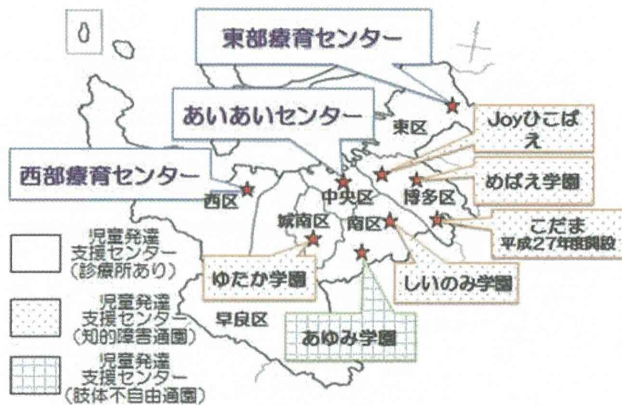 東部療育センター
あいあいセンター
西部療育センター
東区
Joyひこば
え
めばえ学園
こだま
平成27年度開設
西区
中央区
博多区
城南区
南区
ゆたか学園
しいのみ学園
あゆみ学園
早良区
児童発達
支援センター
(診療所あり)
児童発達
支援センター
(知的障害通園)
児童発達
支援センター
(肢体不自由通園)